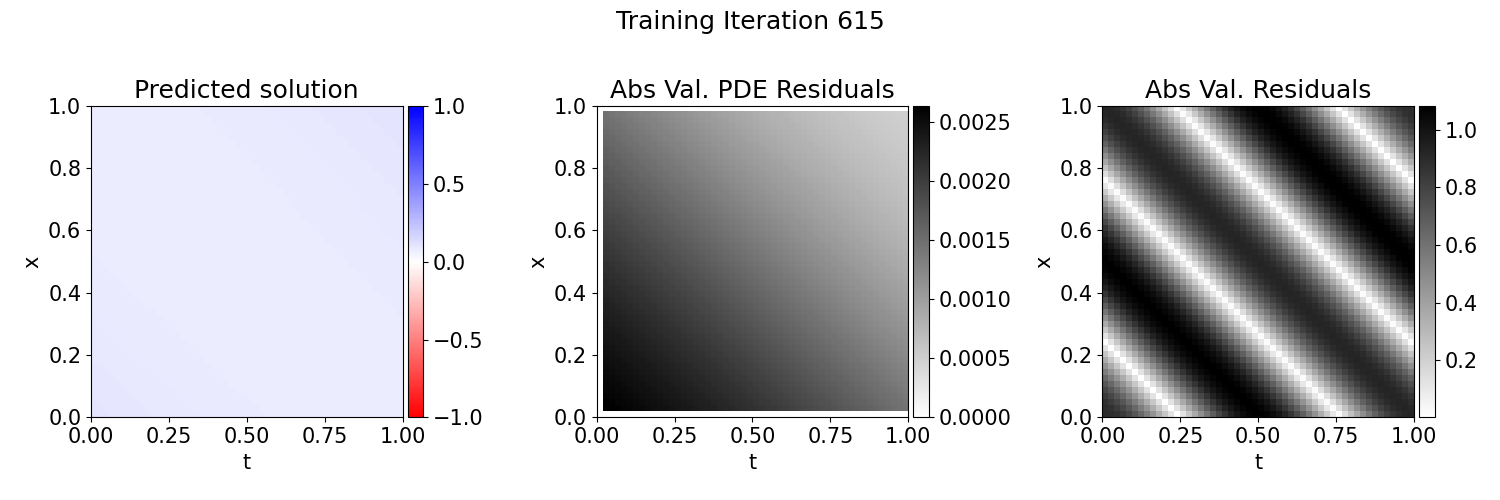 Training Iteration 615
Predicted solution
Abs Val. PDE Residuals
Abs Val. Residuals
1.0
0.8
0.6
0.4
0.2
0.0
x
0.00 0.25 0.50 0.75 1.00
t
1.0
0.5
0.0
−0.5
−1.0
1.0
0.8
0.6
0.4
0.2
0.0
x
0.00 0.25 0.50 0.75 1.00
t
0.0025
0.0020
0.0015
0.0010
0.0005
0.0000
1.0
0.8
0.6
0.4
0.2
0.0
x
0.00 0.25 0.50 0.75 1.00
t
1.0
0.8
0.6
0.4
0.2